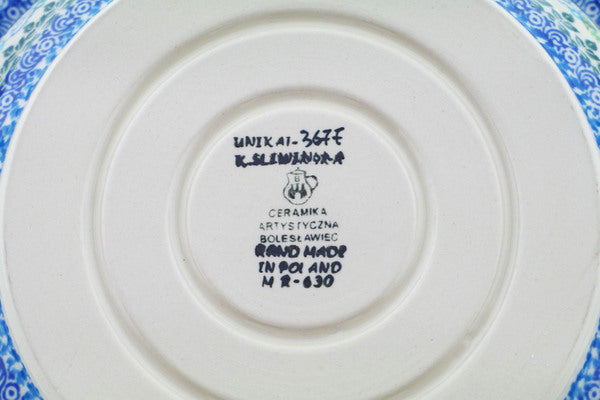 UNIKAT-367E
K.SLIWINSKA
CERAMIKA
ARTYSTYCZNA
BOLESŁAWIEC
HAND MADE
IN POLAND
M R-630